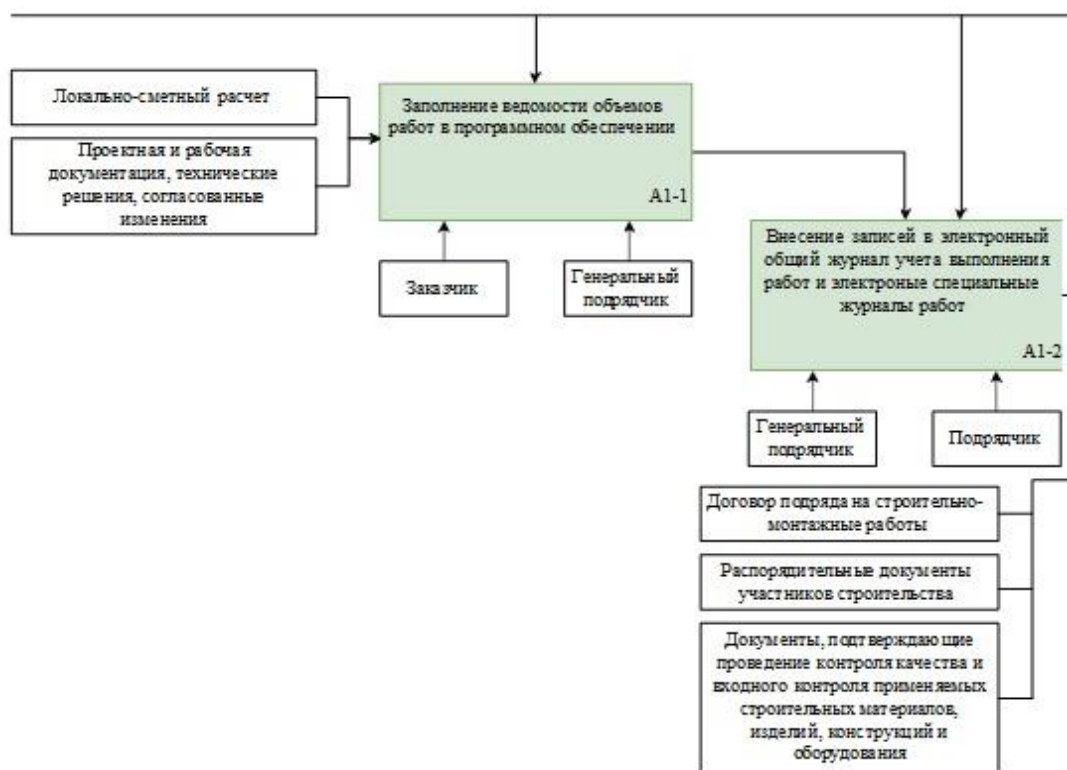 Локально-сметный расчет
Проектная и рабочая
документация, технические
решения, согласованные
изменения
Заполнение ведомости объемов
работ в программном обеспечении
А1-1
Заказчик
Генеральный
подрядчик
Внесение записей в электронный
общий журнал учета выполнения
работ и электроные специальные
журналы работ
А1-2
Генеральный
подрядчик
Подрядчик
Договор подряда на строительно-
монтажные работы
Распорядительные документы
участников строительства
Документы, подтверждающие
проведение контроля качества и
входного контроля применяемых
строительных материалов,
изделий, конструкций и
оборудования